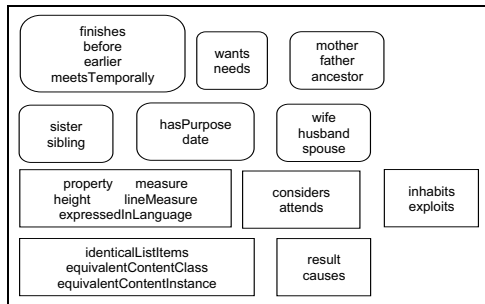 finishes
before
earlier
meetsTemporally
wants
needs
mother
father
ancestor
sister
sibling
hasPurpose
date
wife
husband
spouse
property measure
height lineMeasure
expressedInLanguage
considers
attends
inhabits
exploits
identicalListItems
equivalentContentClass
equivalentContentInstance
result
causes